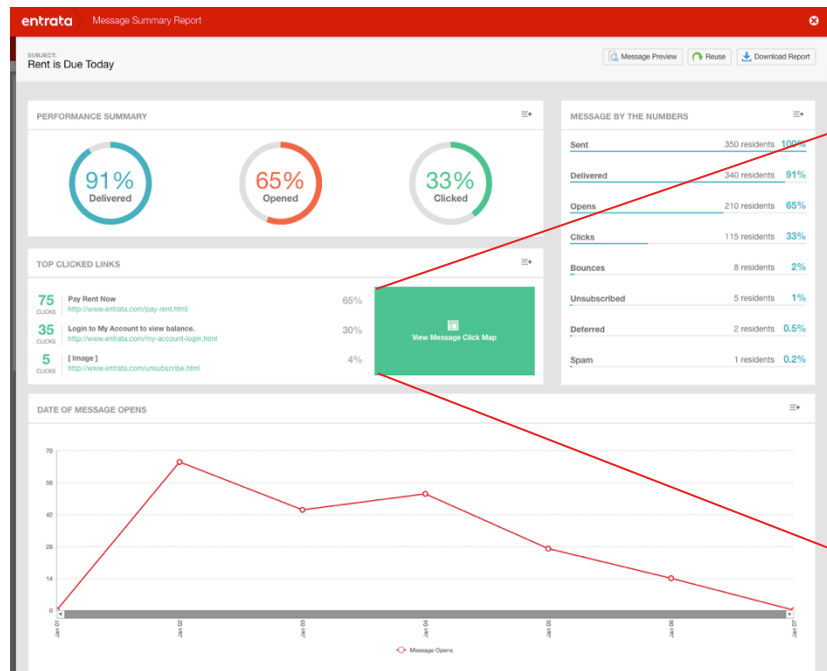 entrata Message Summary Report
SUBJECT:
Rent is Due Today
Message Preview Reuse Download Report
PERFORMANCE SUMMARY
91% Delivered
65% Opened
33% Clicked
TOP CLICKED LINKS
75 CLICKS Pay Rent Now 65%
http://www.entrata.com/pay-rent.html
35 CLICKS Login to My Account to view balance. 30%
http://www.entrata.com/my-account-login.html
5 CLICKS [ Image ] 4%
http://www.entrata.com/unsubscribe.html
View Message Click Map
MESSAGE BY THE NUMBERS
Sent 350 residents 100%
Delivered 340 residents 91%
Opens 210 residents 65%
Clicks 115 residents 33%
Bounces 8 residents 2%
Unsubscribed 5 residents 1%
Deferred 2 residents 0.5%
Spam 1 residents 0.2%
DATE OF MESSAGE OPENS
70
56
42
28
14
0
Jan 01 Jan 02 Jan 03 Jan 04 Jan 05 Jan 06 Jan 07
Message Opens